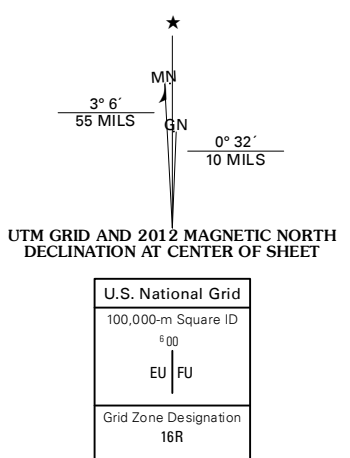 ★
MN
3° 6´
55 MILS
GN
0° 32´
10 MILS
UTM GRID AND 2012 MAGNETIC NORTH
DECLINATION AT CENTER OF SHEET
U.S. National Grid
100,000-m Square ID
6 00
EU FU
Grid Zone Designation
16R